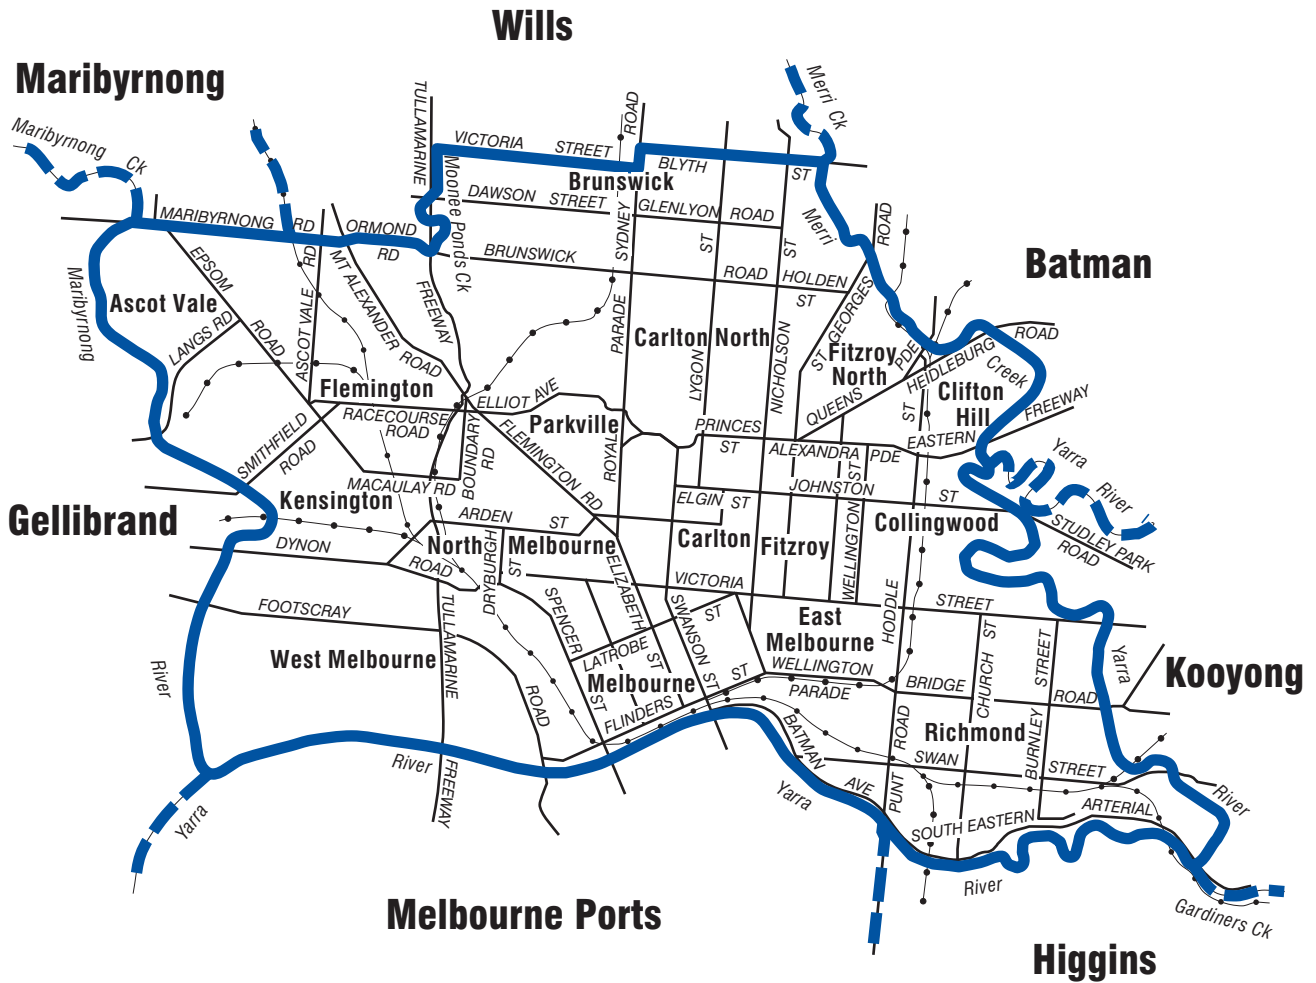 Wills
Maribyrnong
Maribyrnong
Ck
Merri Ck
TULLAMARINE
FREEWAY
VICTORIA
STREET
ROAD
BLYTH
ST
Brunswick
Moonee Ponds Ck
DAWSON
STREET
GLENLYON
ROAD
SYDNEY
MARIBYRNONG
RD
ORMOND
RD
BRUNSWICK
ROAD
HOLDEN
ST
ST
ST
Merri
ROAD
Batman
Maribyrnong
EPSOM
ROAD
Ascot Vale
LANGS RD
ASCOT VALE
RD
MT ALEXANDER
ROAD
PARADE
Carlton
North
LYGON
NICHOLSON
ST GEORGES
Fitzroy
North
PDE
HEIDLEBURG
ROAD
Creek
QUEENS
Clifton
Hill
FREEWAY
EASTERN
Flemington
RACECOURSE
ROAD
ELLIOT AVE
Parkville
FLEMINGTON RD
ROYAL
PRINCES
ST
ALEXANDRA
PDE
ST
ST
SMITHFIELD
ROAD
BOUNDARY
RD
MACAULAY RD
Kensington
Gellibrand
ELGIN
ST
JOHNSTON
ST
Yarra
River
STUDLEY PARK
ROAD
Collingwood
Carlton
Fitzroy
WELLINGTON
ARDEN
ST
North
Melbourne
DYNON
ROAD
DRYBURGH
ST
ELIZABETH
ST
VICTORIA
STREET
FOOTSCRAY
ROAD
TULLAMARINE
FREEWAY
SPENCER
ST
SWANSON
ST
LATROBE
ST
East
Melbourne
HODDLE
WELLINGTON
PARADE
BRIDGE
ROAD
CHURCH
ST
BURNLEY
STREET
Yarra
Kooyong
River
West Melbourne
Melbourne
FLINDERS
ST
BATMAN
AVE
Richmond
PUNT
ROAD
SWAN
STREET
River
River
Yarra
Yarra
SOUTH EASTERN
ARTERIAL
River
Gardiners Ck
Melbourne Ports
Higgins